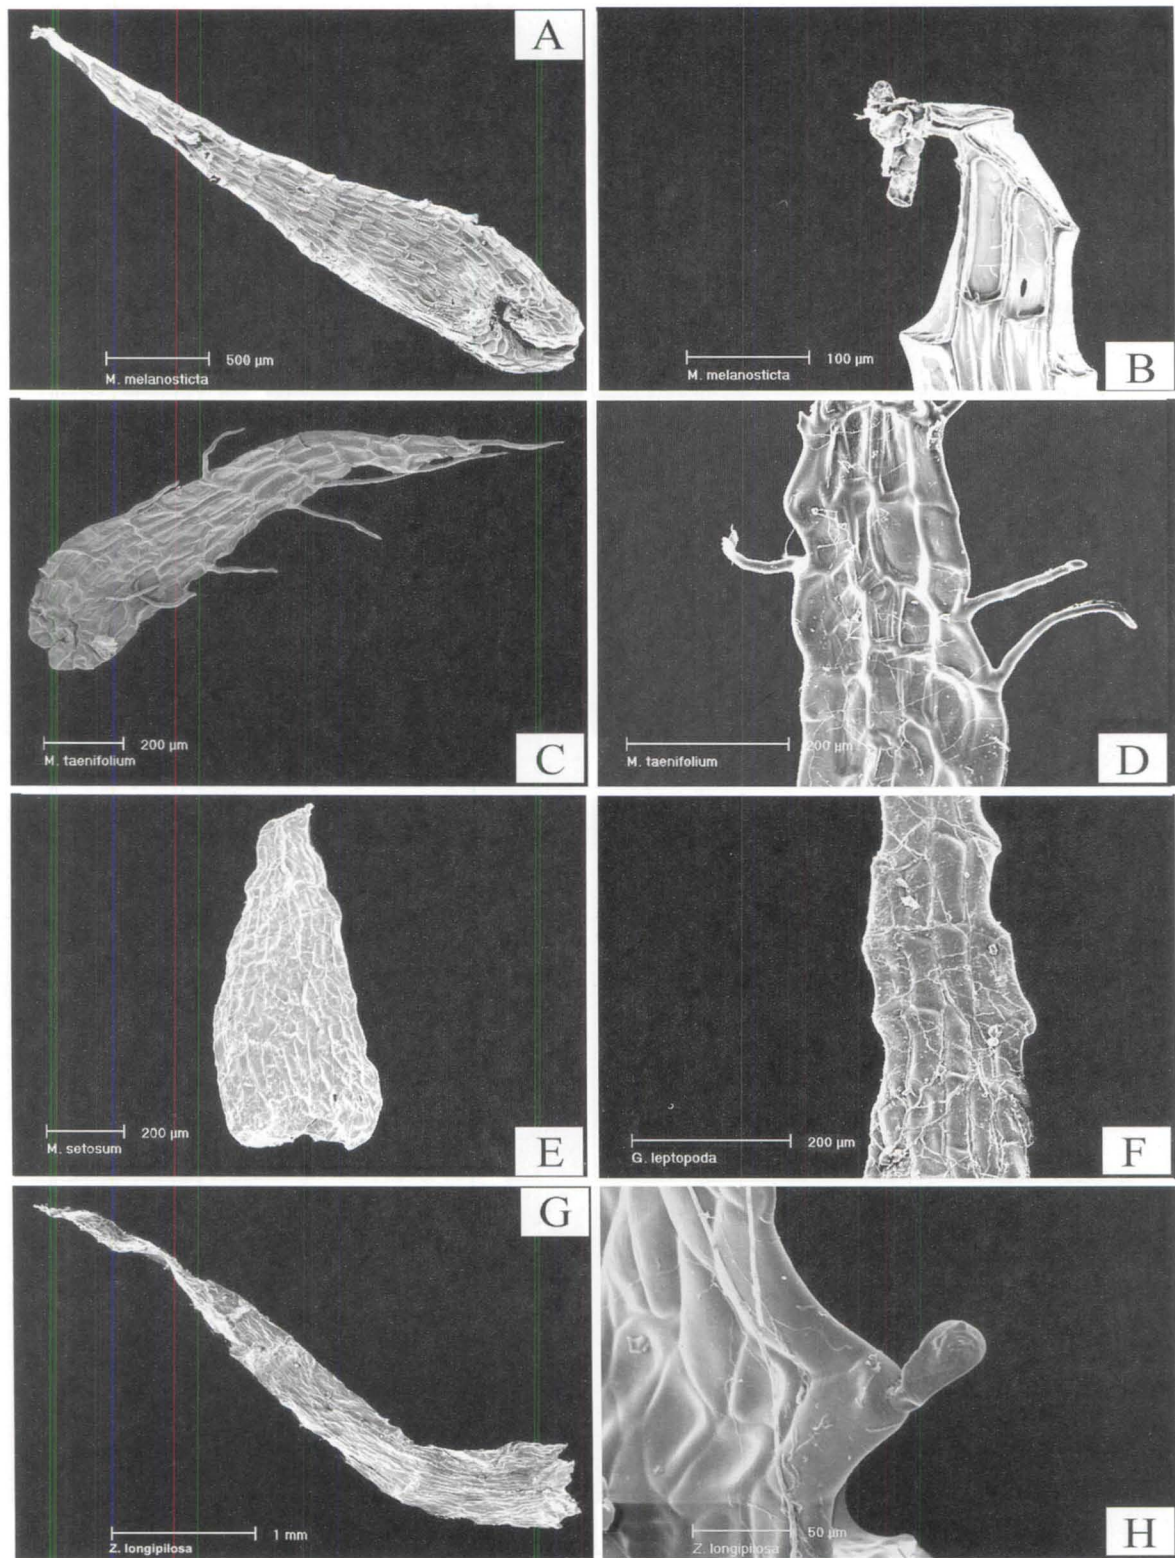 A
500 µm
M. melanosticta
100 µm
M. melanosticta
B
200 µm
M. taenifolium
C
200 µm
M. taenifolium
D
200 µm
M. setosum
E
200 µm
G. leptopoda
F
G
1 mm
Z. longipilosa
50 µm
Z. longipilosa
H